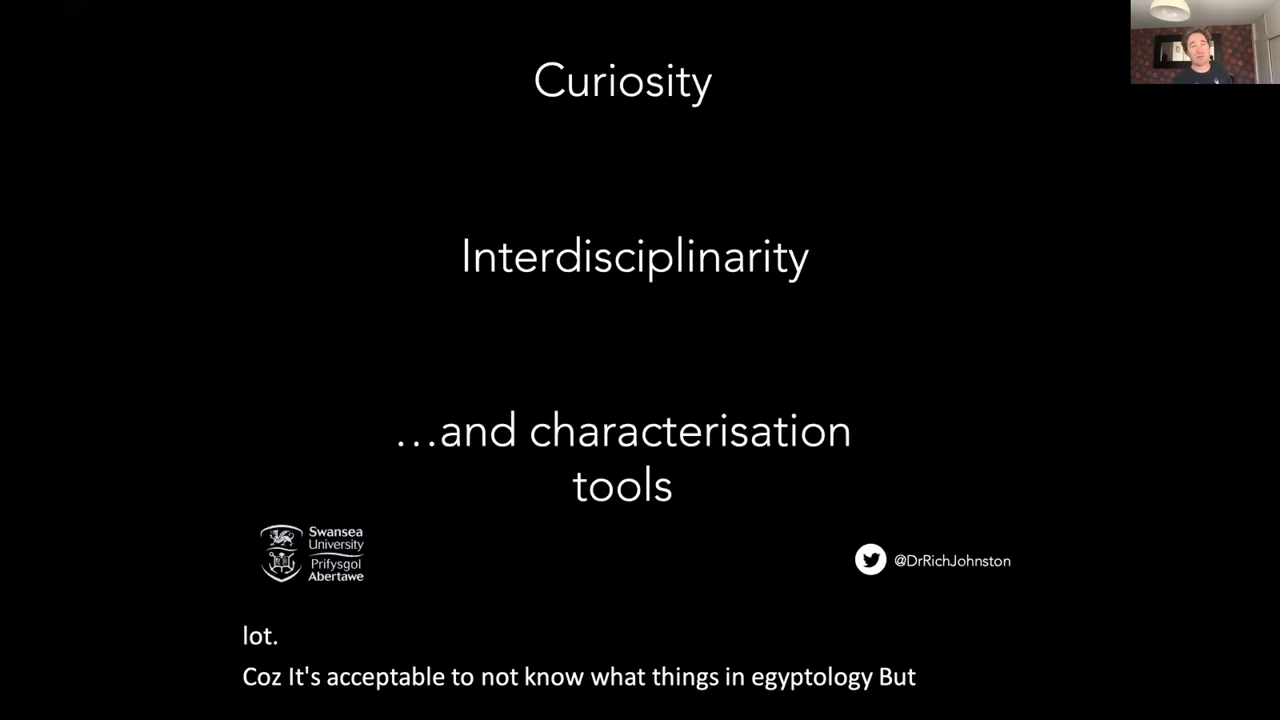 Curiosity
Interdisciplinarity
...and characterisation
tools
Swansea
University
Prifysgol
Abertawe
@DrRichJohnston
lot.
Coz It's acceptable to not know what things in egyptology But